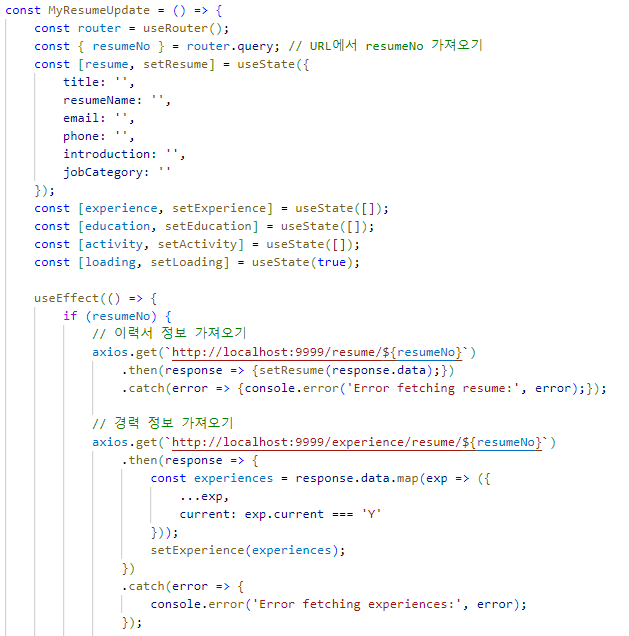 const MyResumeUpdate = () => {
    const router = useRouter();
    const { resumeNo } = router.query; // URL에서 resumeNo 가져오기
    const [resume, setResume] = useState({
        title: '',
        resumeName: '',
        email: '',
        phone: '',
        introduction: '',
        jobCategory: ''
    });
    const [experience, setExperience] = useState([]);
    const [education, setEducation] = useState([]);
    const [activity, setActivity] = useState([]);
    const [loading, setLoading] = useState(true);

    useEffect(() => {
        if (resumeNo) {
            // 이력서 정보 가져오기
            axios.get(`http://localhost:9999/resume/${resumeNo}`)
                .then(response => {setResume(response.data);})
                .catch(error => {console.error('Error fetching resume:', error);});

            // 경력 정보 가져오기
            axios.get(`http://localhost:9999/experience/resume/${resumeNo}`)
                .then(response => {
                    const experiences = response.data.map(exp => ({
                        ...exp,
                        current: exp.current === 'Y'
                    }));
                    setExperience(experiences);
                })
                .catch(error => {
                    console.error('Error fetching experiences:', error);
                });